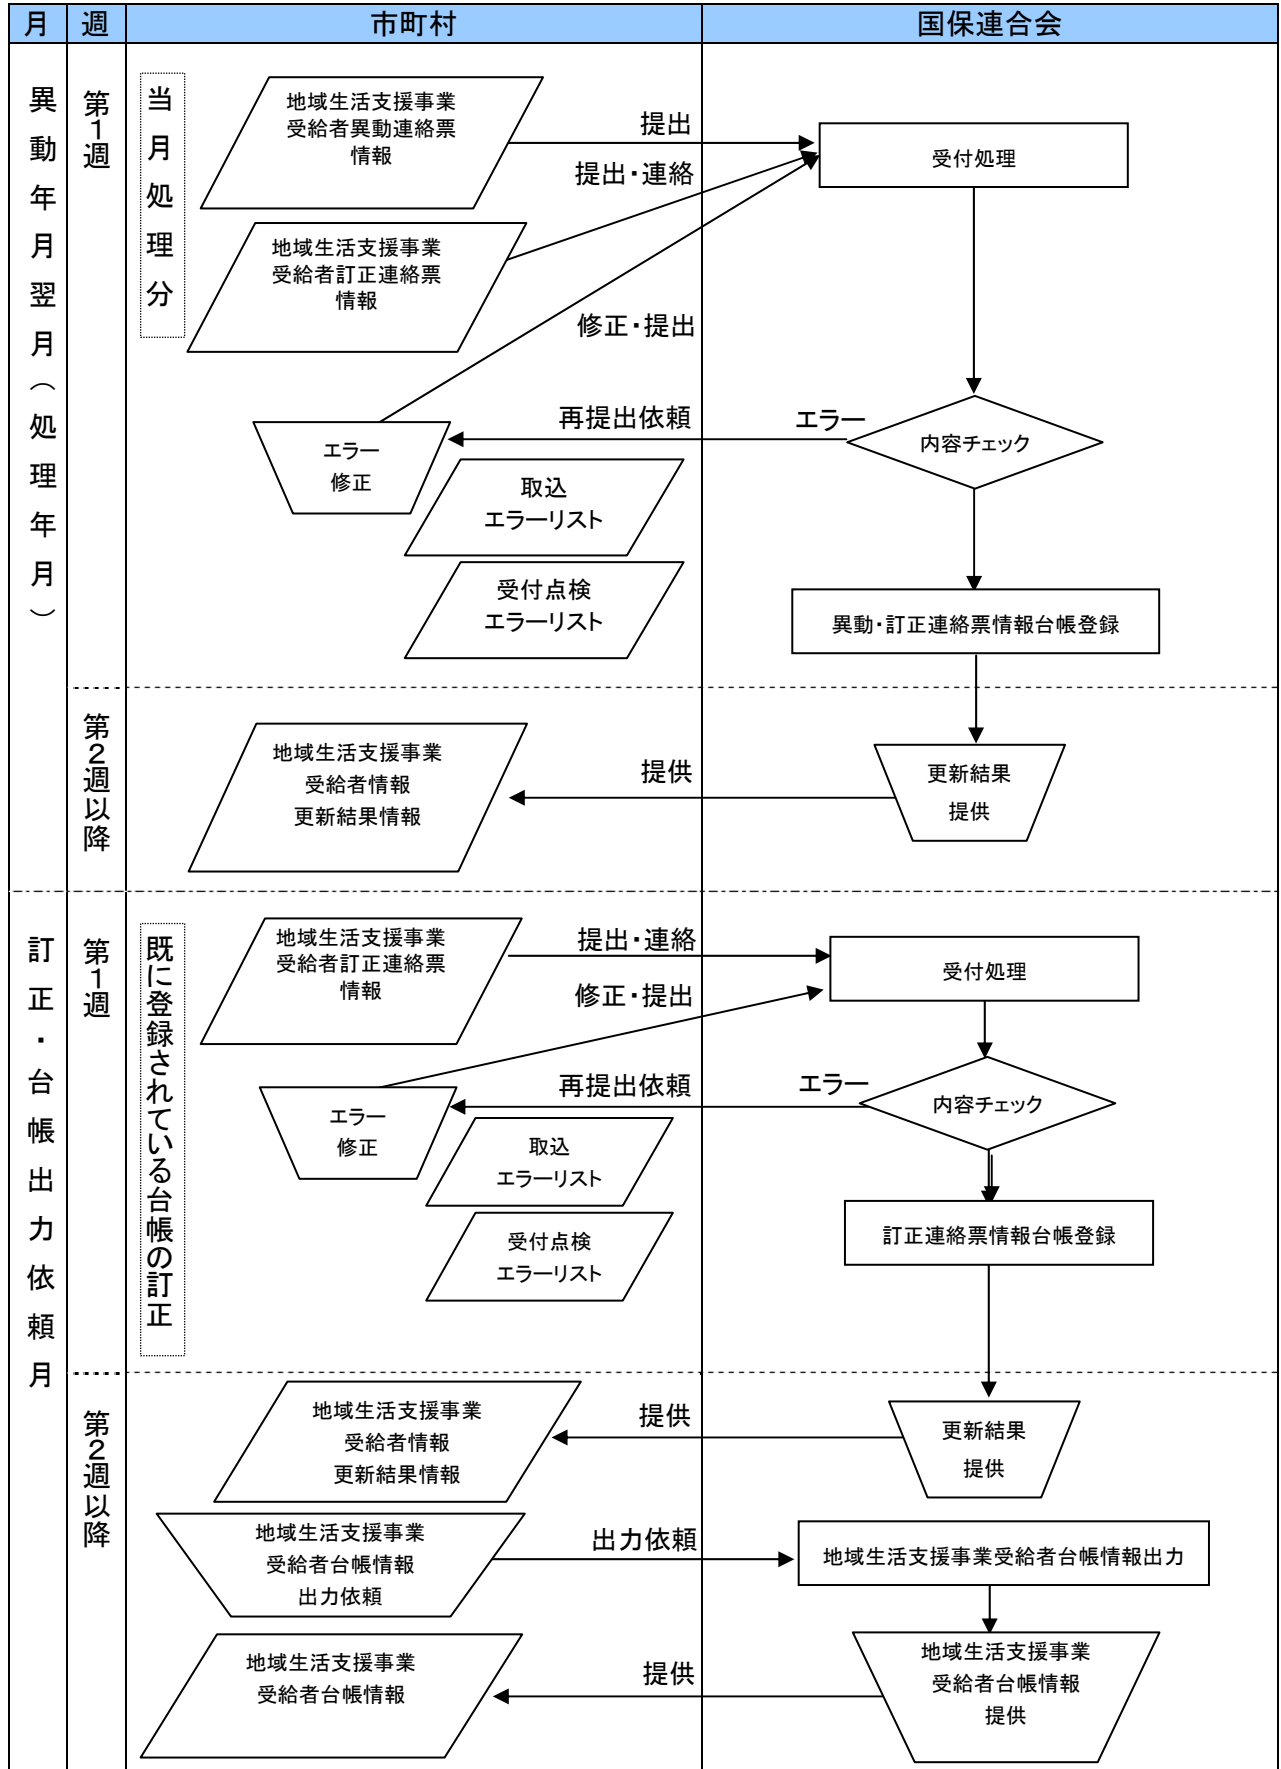 月
週
市町村
国保連合会
異動年月翌月（処理年月）
第1週
当月処理分
地域生活支援事業
受給者異動連絡票
情報
提出
受付処理
提出・連絡
地域生活支援事業
受給者訂正連絡票
情報
修正・提出
再提出依頼
エラー
内容チェック
エラー
修正
取込
エラーリスト
受付点検
エラーリスト
異動・訂正連絡票情報台帳登録
第2週以降
地域生活支援事業
受給者情報
更新結果情報
提供
更新結果
提供
訂正・台帳出力依頼月
第1週
既に登録されている台帳の訂正
地域生活支援事業
受給者訂正連絡票
情報
提出・連絡
受付処理
修正・提出
再提出依頼
エラー
内容チェック
エラー
修正
取込
エラーリスト
受付点検
エラーリスト
訂正連絡票情報台帳登録
第2週以降
地域生活支援事業
受給者情報
更新結果情報
提供
更新結果
提供
地域生活支援事業
受給者台帳情報
出力依頼
出力依頼
地域生活支援事業受給者台帳情報出力
地域生活支援事業
受給者台帳情報
提供
地域生活支援事業
受給者台帳情報
提供